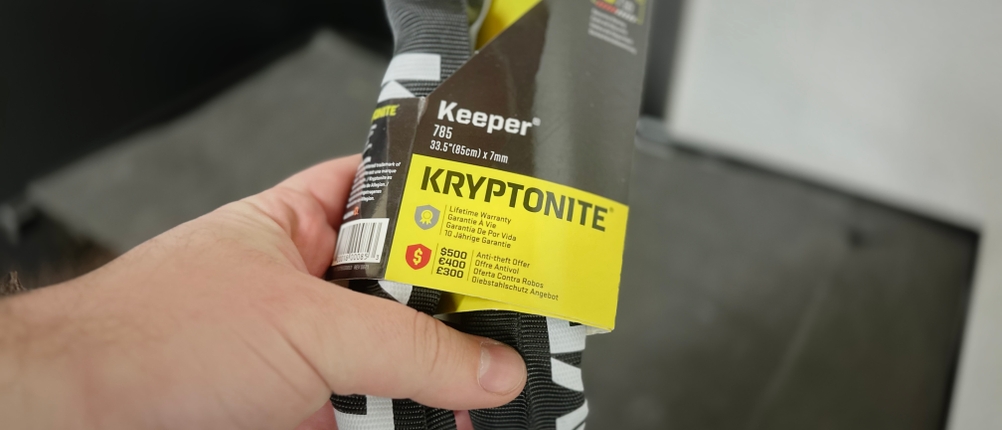 Keeper®
785
33.5"(85cm) x 7mm
KRYPTONITE®
Lifetime Warranty
Garantie À Vie
Garantía De Por Vida
10 Jährige Garantie
$500
€400
£300
Anti-theft Offer
Offre Antivol
Oferta Contra Robos
Diebstahlschutz Angebot